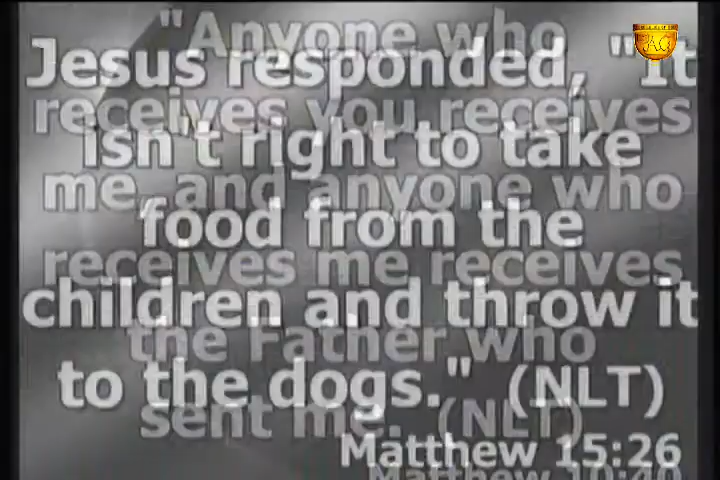 "Anyone who
Jesus responded, "It
receives you receives
isn't right to take
me, and anyone who
food from the
receives me receives
children and throw it
the Father who
to the dogs." (NLT)
sent me. (NLT)
Matthew 15:26
Matthew 10:40
AG